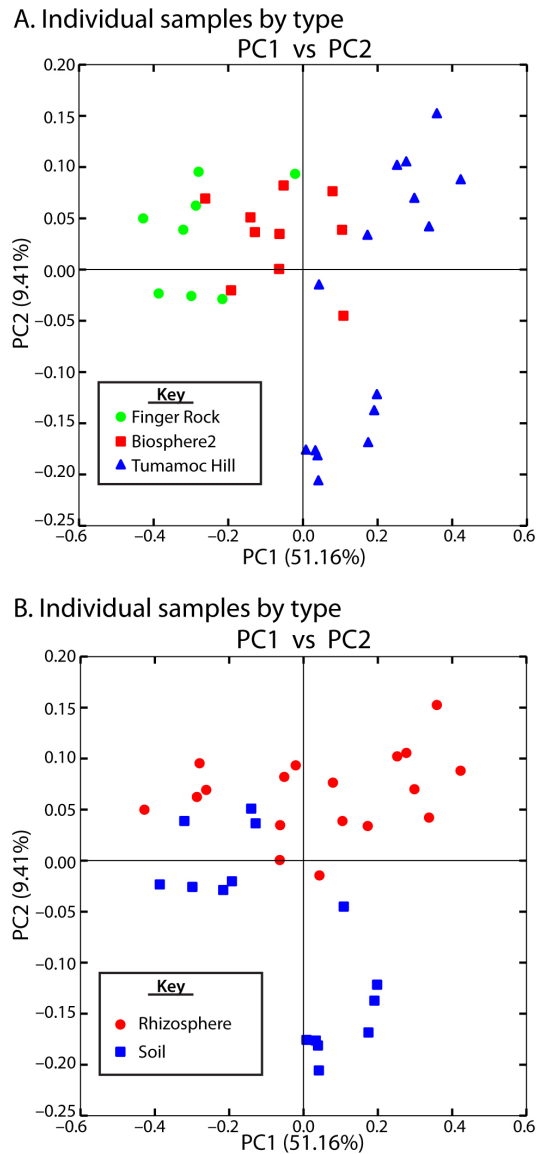 A. Individual samples by type
PC1 vs PC2
0.20
0.15
0.10
0.05
0.00
−0.05
−0.10
−0.15
−0.20
−0.25
PC2 (9.41%)
Key
Finger Rock
Biosphere2
Tumamoc Hill
−0.6 −0.4 −0.2 0.0 0.2 0.4 0.6
PC1 (51.16%)
B. Individual samples by type
PC1 vs PC2
0.20
0.15
0.10
0.05
0.00
−0.05
−0.10
−0.15
−0.20
−0.25
PC2 (9.41%)
Key
Rhizosphere
Soil
−0.6 −0.4 −0.2 0.0 0.2 0.4 0.6
PC1 (51.16%)